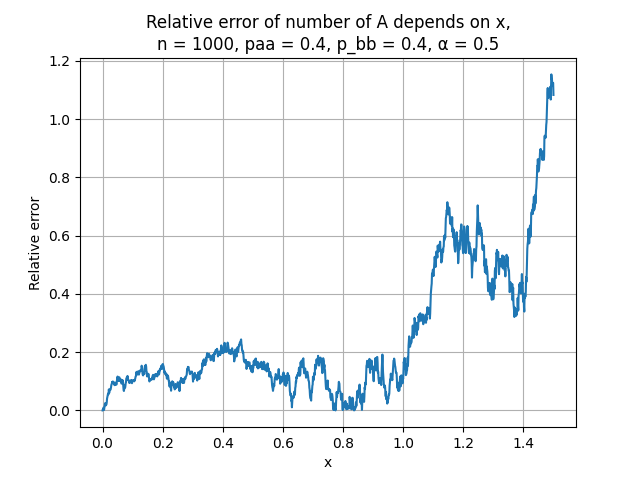 Relative error of number of A depends on x,
n = 1000, paa = 0.4, p_bb = 0.4, α = 0.5
1.2
1.0
0.8
0.6
0.4
0.2
0.0
Relative error
0.0 0.2 0.4 0.6 0.8 1.0 1.2 1.4
x